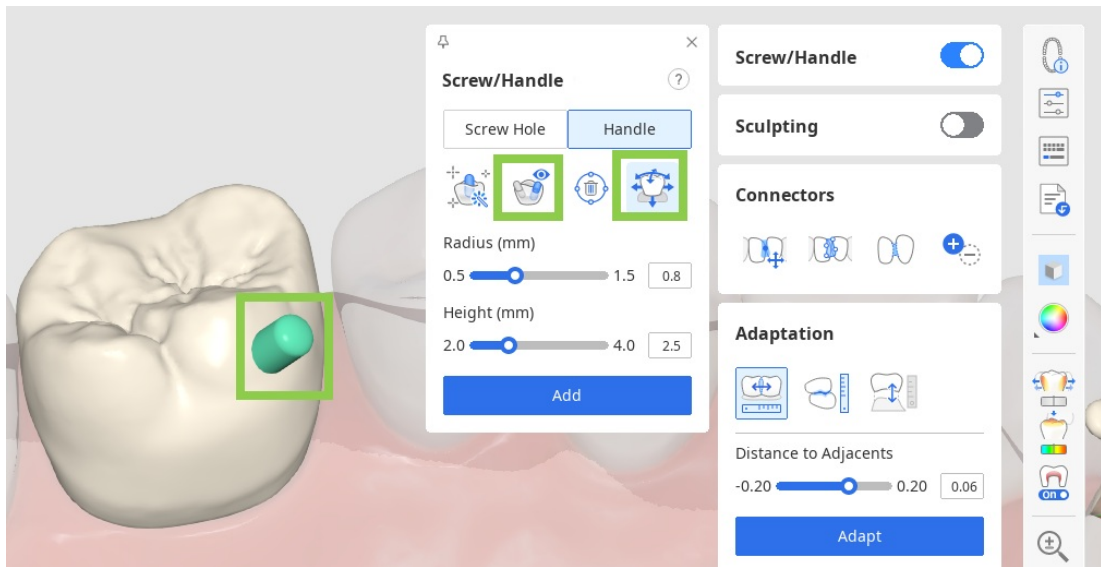 Screw/Handle
?
Screw Hole
Handle
Radius (mm)
0.5
1.5
0.8
Height (mm)
2.0
4.0
2.5
Add
Screw/Handle
Sculpting
Connectors
Adaptation
Distance to Adjacents
-0.20
0.20
0.06
Adapt
On